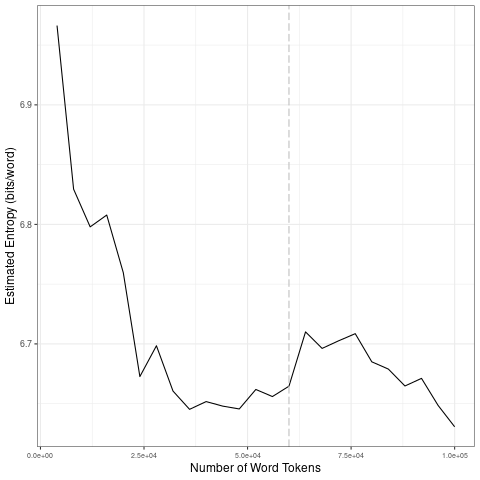 Estimated Entropy (bits/word)
6.9
6.8
6.7
0.0e+00 2.5e+04 5.0e+04 7.5e+04 1.0e+05
Number of Word Tokens